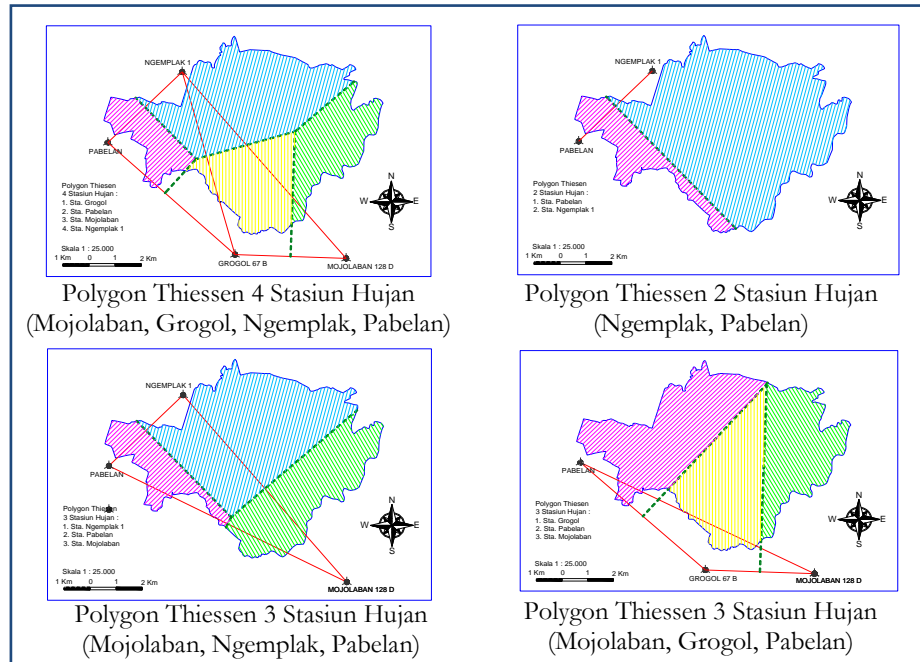 NGEMPLAK 1
PABELAN
Polygon Thiesen
4 Stasiun Hujan :
1. Sta. Grogol
2. Sta. Pabelan
3. Sta. Mojolaban
4. Sta. Ngemplak 1
Skala 1 : 25.000
1 Km 0 1 2 Km
GROGOL 67 B
MOJOLABAN 128 D
N
W E
S
Polygon Thiessen 4 Stasiun Hujan
(Mojolaban, Grogol, Ngemplak, Pabelan)
NGEMPLAK 1
PABELAN
Polygon Thiesen
2 Stasiun Hujan :
1. Sta. Pabelan
2. Sta. Ngemplak 1
Skala 1 : 25.000
1 Km 0 1 2 Km
N
W E
S
Polygon Thiessen 2 Stasiun Hujan
(Ngemplak, Pabelan)
NGEMPLAK 1
PABELAN
Polygon Thiesen
3 Stasiun Hujan :
1. Sta. Ngemplak 1
2. Sta. Pabelan
3. Sta. Mojolaban
Skala 1 : 25.000
1 Km 0 1 2 Km
MOJOLABAN 128 D
N
W E
S
Polygon Thiessen 3 Stasiun Hujan
(Mojolaban, Ngemplak, Pabelan)
PABELAN
Polygon Thiesen
3 Stasiun Hujan :
1. Sta. Grogol
2. Sta. Pabelan
3. Sta. Mojolaban
Skala 1 : 25.000
1 Km 0 1 2 Km
GROGOL 67 B
MOJOLABAN 128 D
N
W E
S
Polygon Thiessen 3 Stasiun Hujan
(Mojolaban, Grogol, Pabelan)